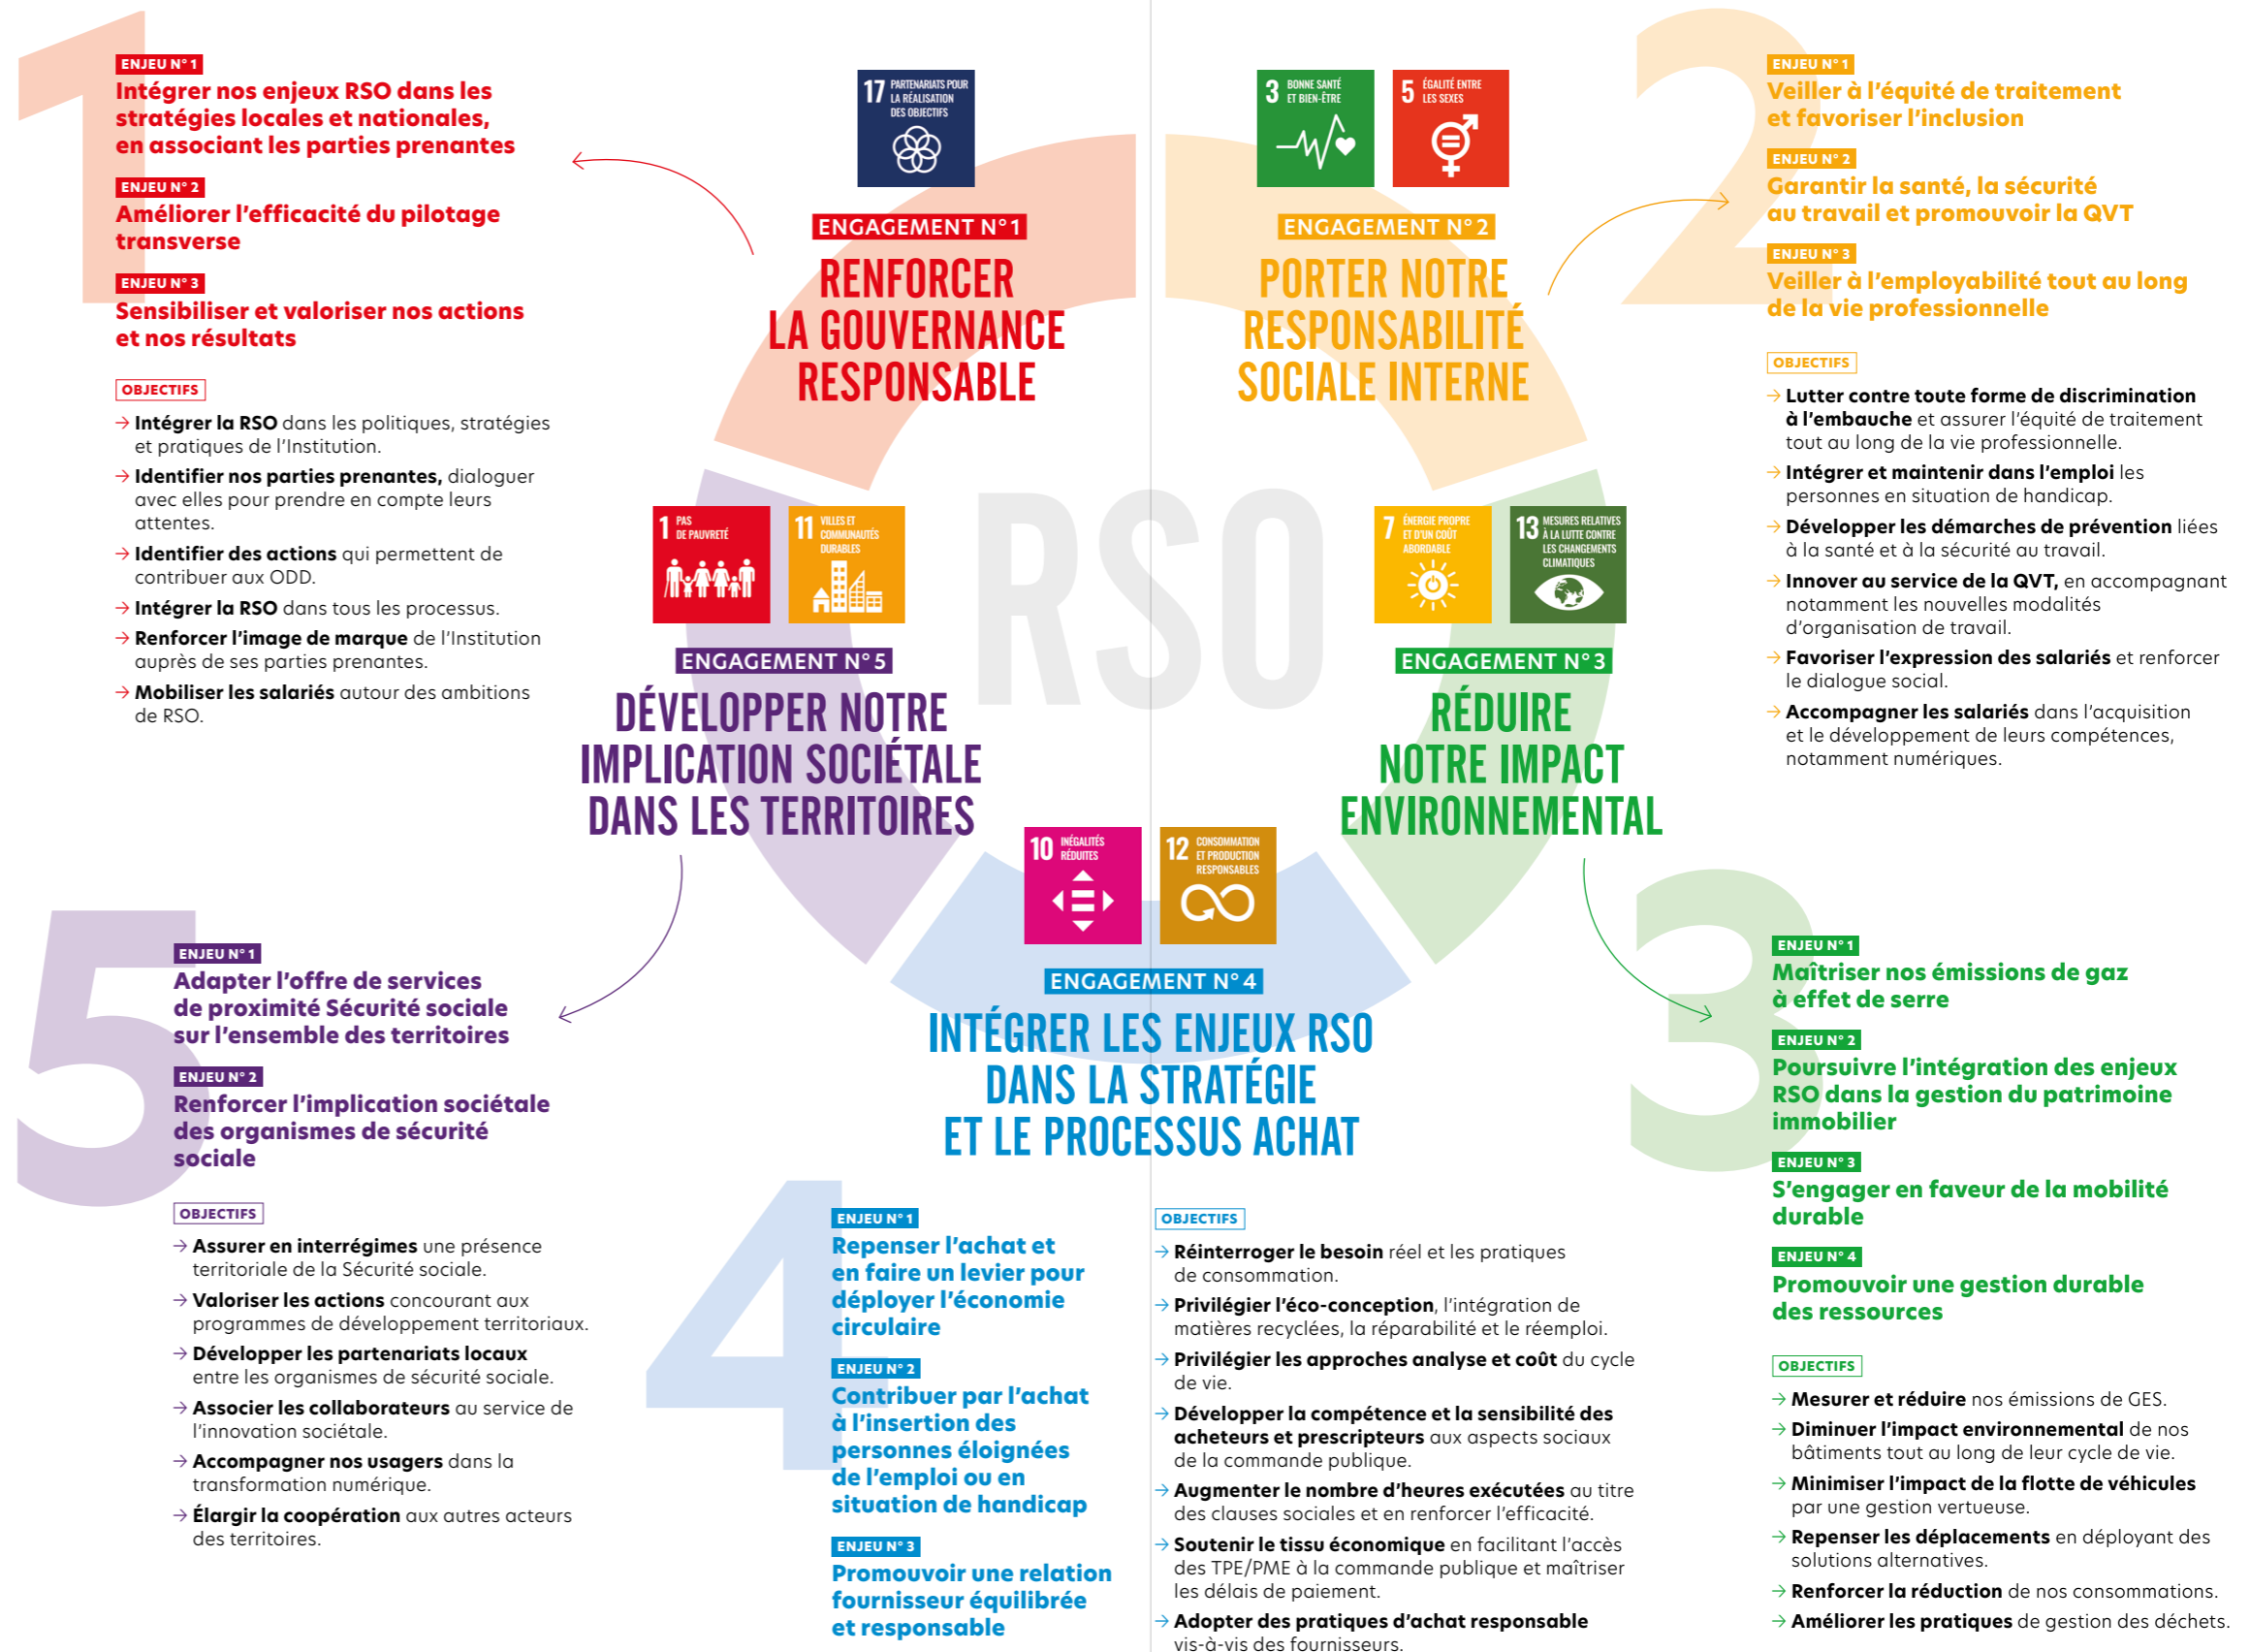 1
ENJEU N° 1
Intégrer nos enjeux RSO dans les
stratégies locales et nationales,
en associant les parties prenantes
ENJEU N° 2
Améliorer l'efficacité du pilotage
transverse
ENJEU N° 3
Sensibiliser et valoriser nos actions
et nos résultats
OBJECTIFS
→ Intégrer la RSO dans les politiques, stratégies
et pratiques de l'Institution.
→ Identifier nos parties prenantes, dialoguer
avec elles pour prendre en compte leurs
attentes.
→ Identifier des actions qui permettent de
contribuer aux ODD.
→ Intégrer la RSO dans tous les processus.
→ Renforcer l'image de marque de l'Institution
auprès de ses parties prenantes.
→ Mobiliser les salariés autour des ambitions
de RSO.
17 PARTENARIATS POUR
LA RÉALISATION
DES OBJECTIFS
ENGAGEMENT N° 1
RENFORCER
LA GOUVERNANCE
RESPONSABLE
3 BONNE SANTÉ
ET BIEN-ÊTRE
5 ÉGALITÉ ENTRE
LES SEXES
ENGAGEMENT N° 2
PORTER NOTRE
RESPONSABILITÉ
SOCIALE INTERNE
2
ENJEU N° 1
Veiller à l'équité de traitement
et favoriser l'inclusion
ENJEU N° 2
Garantir la santé, la sécurité
au travail et promouvoir la QVT
ENJEU N° 3
Veiller à l'employabilité tout au long
de la vie professionnelle
OBJECTIFS
→ Lutter contre toute forme de discrimination
à l'embauche et assurer l'équité de traitement
tout au long de la vie professionnelle.
→ Intégrer et maintenir dans l'emploi les
personnes en situation de handicap.
→ Développer les démarches de prévention liées
à la santé et à la sécurité au travail.
→ Innover au service de la QVT, en accompagnant
notamment les nouvelles modalités
d'organisation de travail.
→ Favoriser l'expression des salariés et renforcer
le dialogue social.
→ Accompagner les salariés dans l'acquisition
et le développement de leurs compétences,
notamment numériques.
RSO
1 PAS
DE PAUVRETÉ
11 VILLES ET
COMMUNAUTÉS
DURABLES
ENGAGEMENT N° 5
DÉVELOPPER NOTRE
IMPLICATION SOCIÉTALE
DANS LES TERRITOIRES
7 ÉNERGIE PROPRE
ET D'UN COÛT
ABORDABLE
13 MESURES RELATIVES
À LA LUTTE CONTRE
LES CHANGEMENTS
CLIMATIQUES
ENGAGEMENT N° 3
RÉDUIRE
NOTRE IMPACT
ENVIRONNEMENTAL
10 INÉGALITÉS
RÉDUITES
12 CONSOMMATION
ET PRODUCTION
RESPONSABLES
ENGAGEMENT N° 4
INTÉGRER LES ENJEUX RSO
DANS LA STRATÉGIE
ET LE PROCESSUS ACHAT
5
ENJEU N° 1
Adapter l'offre de services
de proximité Sécurité sociale
sur l'ensemble des territoires
ENJEU N° 2
Renforcer l'implication sociétale
des organismes de sécurité
sociale
OBJECTIFS
→ Assurer en interrégimes une présence
territoriale de la Sécurité sociale.
→ Valoriser les actions concourant aux
programmes de développement territoriaux.
→ Développer les partenariats locaux
entre les organismes de sécurité sociale.
→ Associer les collaborateurs au service de
l'innovation sociétale.
→ Accompagner nos usagers dans la
transformation numérique.
→ Élargir la coopération aux autres acteurs
des territoires.
4
ENJEU N° 1
Repenser l'achat et
en faire un levier pour
déployer l'économie
circulaire
ENJEU N° 2
Contribuer par l'achat
à l'insertion des
personnes éloignées
de l'emploi ou en
situation de handicap
ENJEU N° 3
Promouvoir une relation
fournisseur équilibrée
et responsable
OBJECTIFS
→ Réinterroger le besoin réel et les pratiques
de consommation.
→ Privilégier l'éco-conception, l'intégration de
matières recyclées, la réparabilité et le réemploi.
→ Privilégier les approches analyse et coût du cycle
de vie.
→ Développer la compétence et la sensibilité des
acheteurs et prescripteurs aux aspects sociaux
de la commande publique.
→ Augmenter le nombre d'heures exécutées au titre
des clauses sociales et en renforcer l'efficacité.
→ Soutenir le tissu économique en facilitant l'accès
des TPE/PME à la commande publique et maîtriser
les délais de paiement.
→ Adopter des pratiques d'achat responsable
vis-à-vis des fournisseurs.
3
ENJEU N° 1
Maîtriser nos émissions de gaz
à effet de serre
ENJEU N° 2
Poursuivre l'intégration des enjeux
RSO dans la gestion du patrimoine
immobilier
ENJEU N° 3
S'engager en faveur de la mobilité
durable
ENJEU N° 4
Promouvoir une gestion durable
des ressources
OBJECTIFS
→ Mesurer et réduire nos émissions de GES.
→ Diminuer l'impact environnemental de nos
bâtiments tout au long de leur cycle de vie.
→ Minimiser l'impact de la flotte de véhicules
par une gestion vertueuse.
→ Repenser les déplacements en déployant des
solutions alternatives.
→ Renforcer la réduction de nos consommations.
→ Améliorer les pratiques de gestion des déchets.